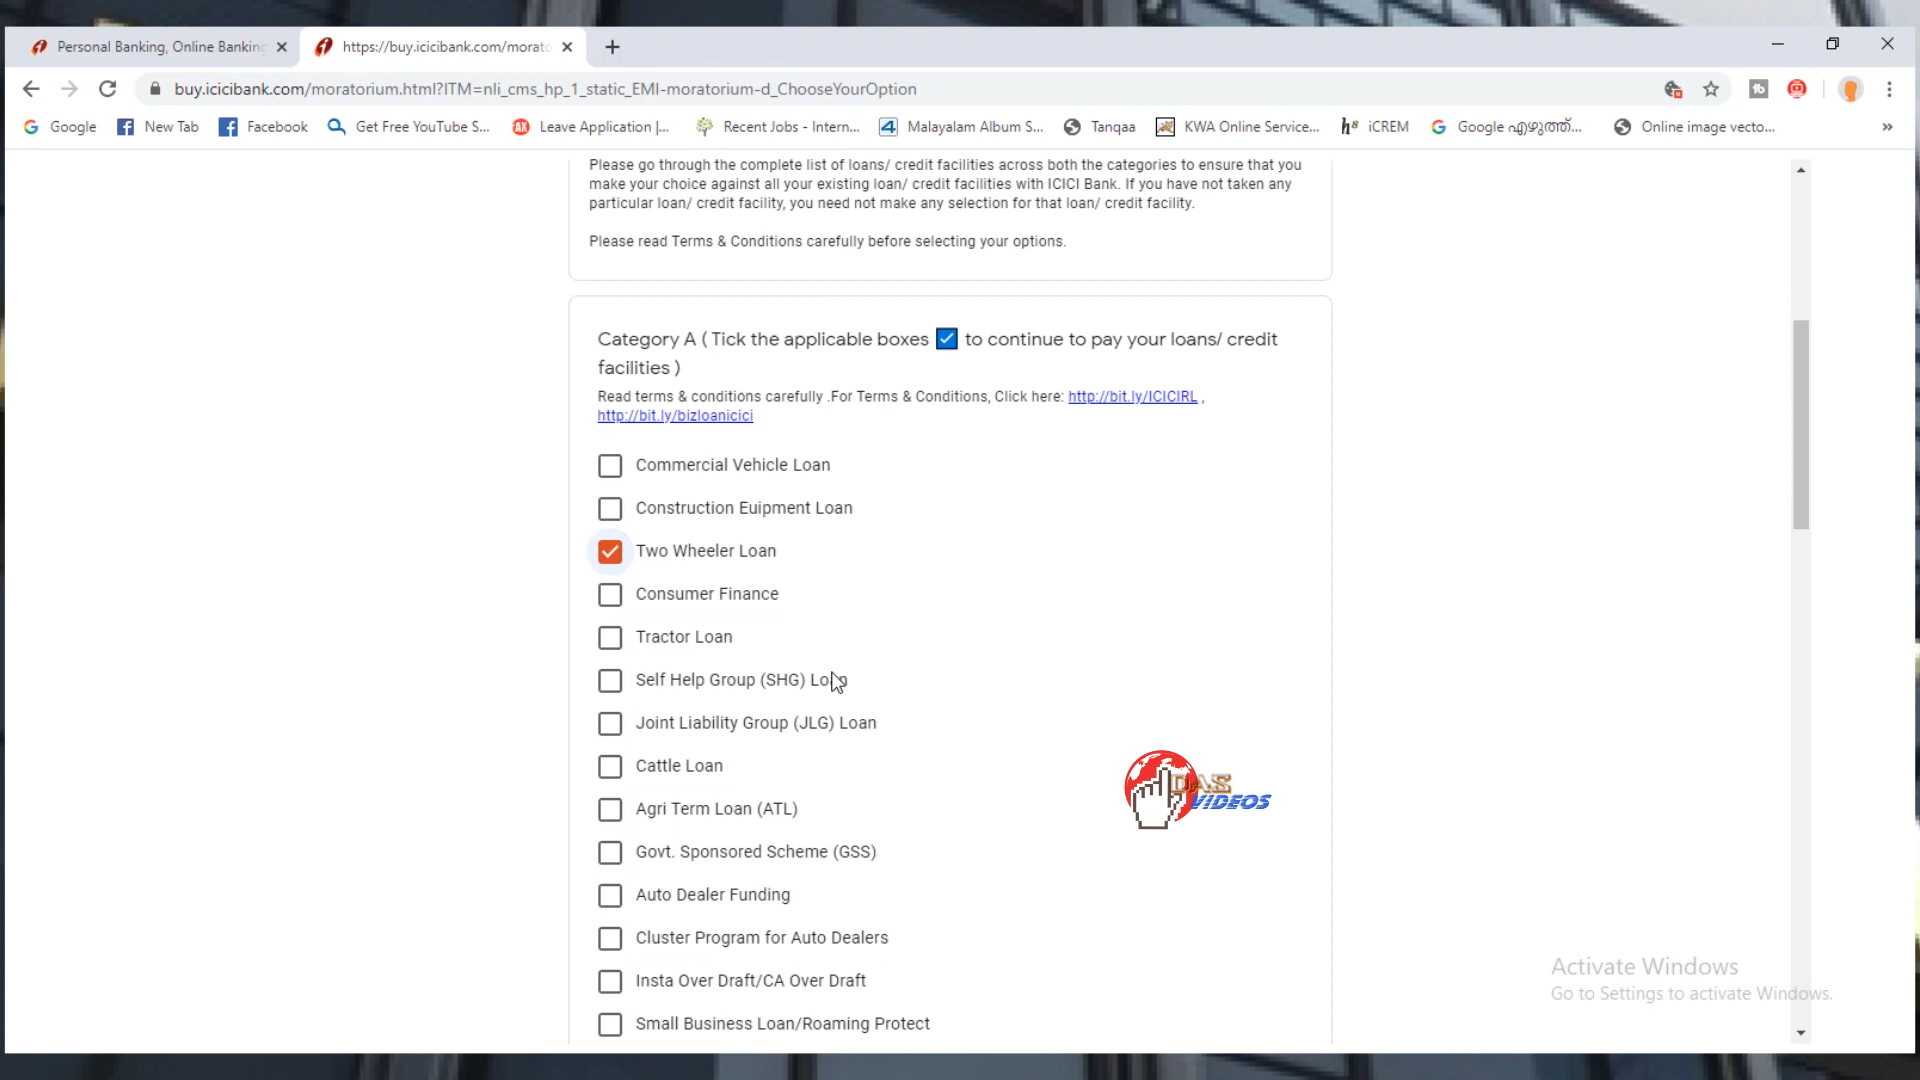 Personal Banking, Online Banking
https://buy.icicibank.com/morato
buy.icicibank.com/moratorium.html?ITM=nli_cms_hp_1_static_EMI-moratorium-d_ChooseYourOption
Google
New Tab
Facebook
Get Free YouTube S...
Leave Application |...
Recent Jobs - Intern...
Malayalam Album S...
Tanqaa
KWA Online Service...
iCREM
Google എഴുത്ത്...
Online image vecto...
Please go through the complete list of loans/ credit facilities across both the categories to ensure that you
make your choice against all your existing loan/ credit facilities with ICICI Bank. If you have not taken any
particular loan/ credit facility, you need not make any selection for that loan/ credit facility.
Please read Terms & Conditions carefully before selecting your options.
Category A ( Tick the applicable boxes ☑ to continue to pay your loans/ credit
facilities )
Read terms & conditions carefully .For Terms & Conditions, Click here: http://bit.ly/ICICIRL ,
http://bit.ly/bizloanicici
Commercial Vehicle Loan
Construction Euipment Loan
Two Wheeler Loan
Consumer Finance
Tractor Loan
Self Help Group (SHG) Loan
Joint Liability Group (JLG) Loan
Cattle Loan
Agri Term Loan (ATL)
Govt. Sponsored Scheme (GSS)
Auto Dealer Funding
Cluster Program for Auto Dealers
Insta Over Draft/CA Over Draft
Small Business Loan/Roaming Protect
DAS
VIDEOS
Activate Windows
Go to Settings to activate Windows.